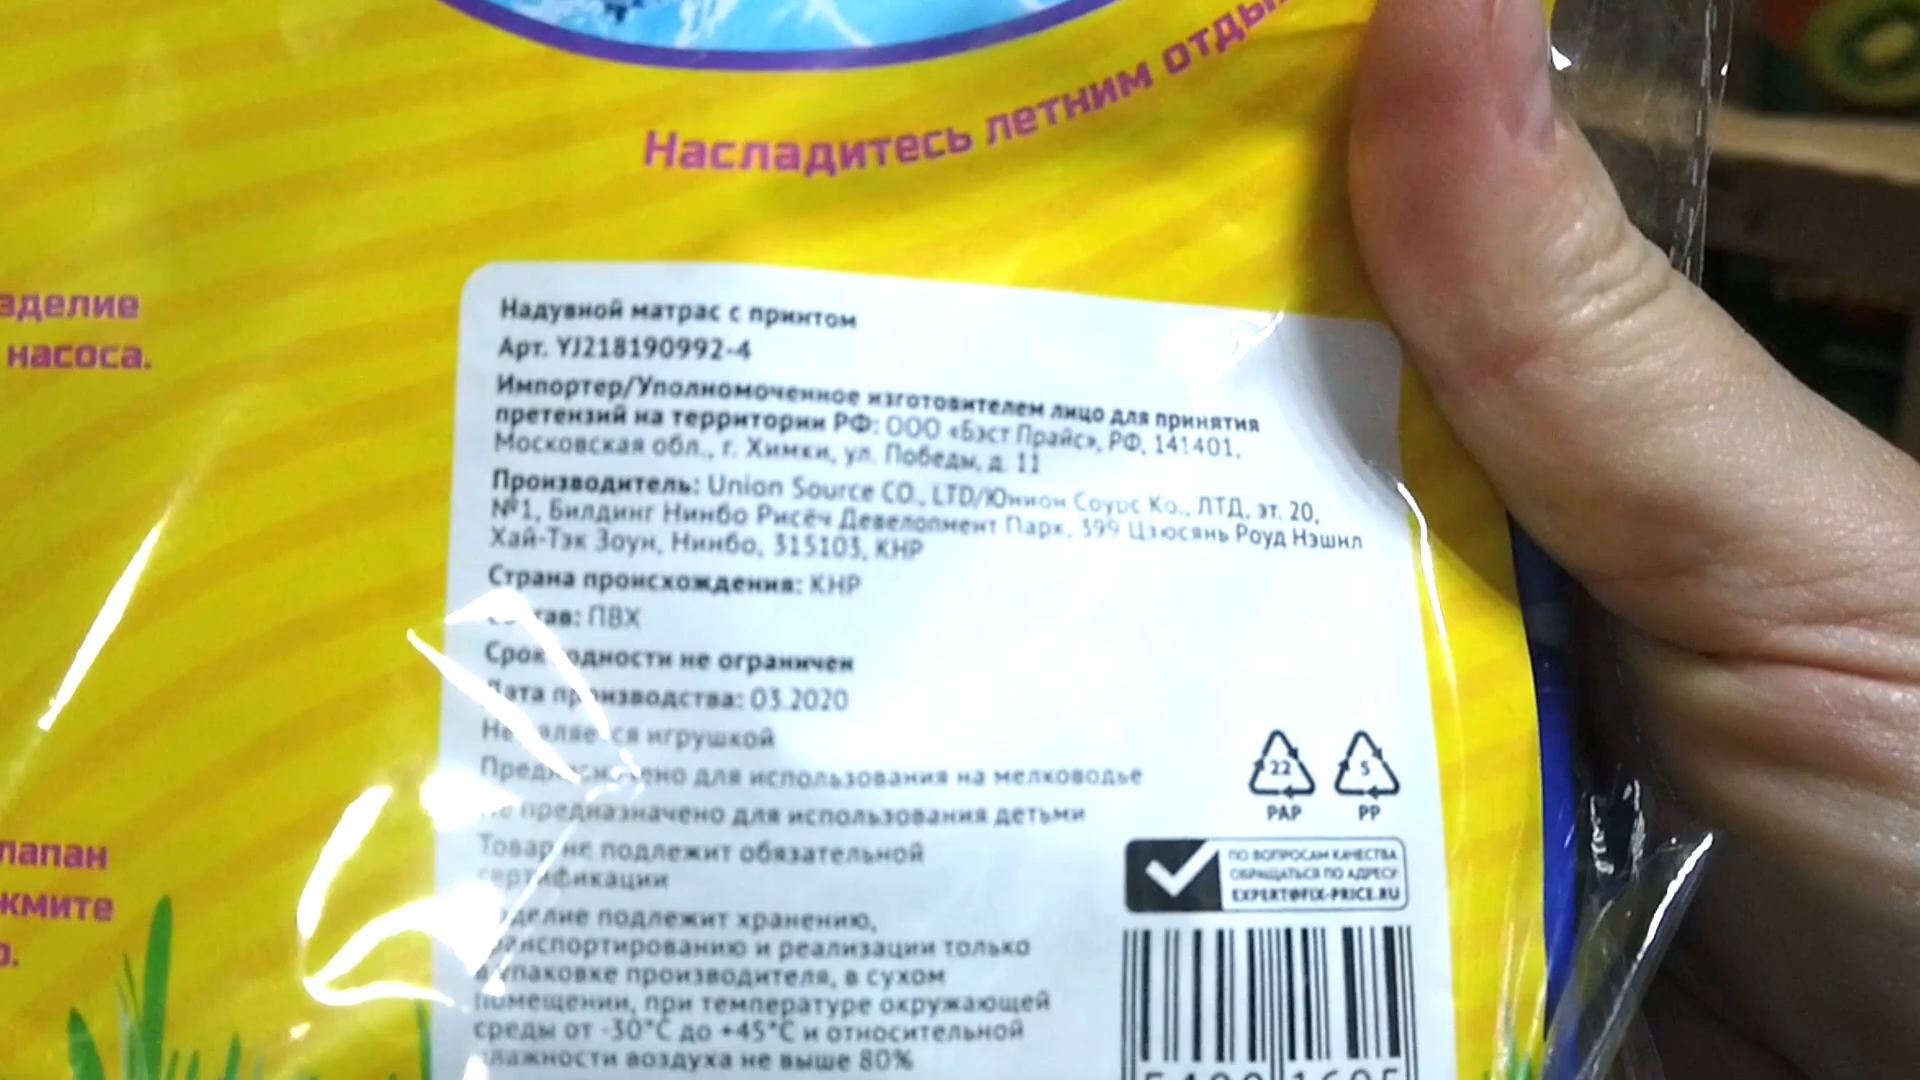 Насладитесь летним
зделие
насоса.
Надувной матрас с принтом
Арт. YJ218190992-4
Импортер/Уполномоченное изготовителем лицо для принятия
претензий на территории РФ: ООО «Бэст Прайс», РФ, 141401,
Московская обл., г. Химки, ул. Победы, д. 11
Производитель: Union Source CO., LTD/Юнион Соурс Ко., ЛТД, эт. 20,
№1, Билдинг Нинбо Рисёч Девелопмент Парк, 399 Цзюсянь Роуд Нэшнл
Хай-Тэк Зоун, Нинбо, 315103, КНР
Страна происхождения: КНР
ПВХ
Срок не ограничен
Дата производства: 03.2020
игрушкой
для использования на мелководье
предназначено для использования детьми
Товар не подлежит обязательной
сертификации
подлежит хранению,
транспортированию и реализации только
в упаковке производителя, в сухом
помещении, при температуре окружающей
среды от -30°C до +45°C и относительной
влажности воздуха не выше 80%
22
PAP
5
PP
ПО ВОПРОСАМ КАЧЕСТВА
ОБРАЩАТЬСЯ ПО АДРЕСУ:
EXPERT@FIX-PRICE.RU
лапан
жмите